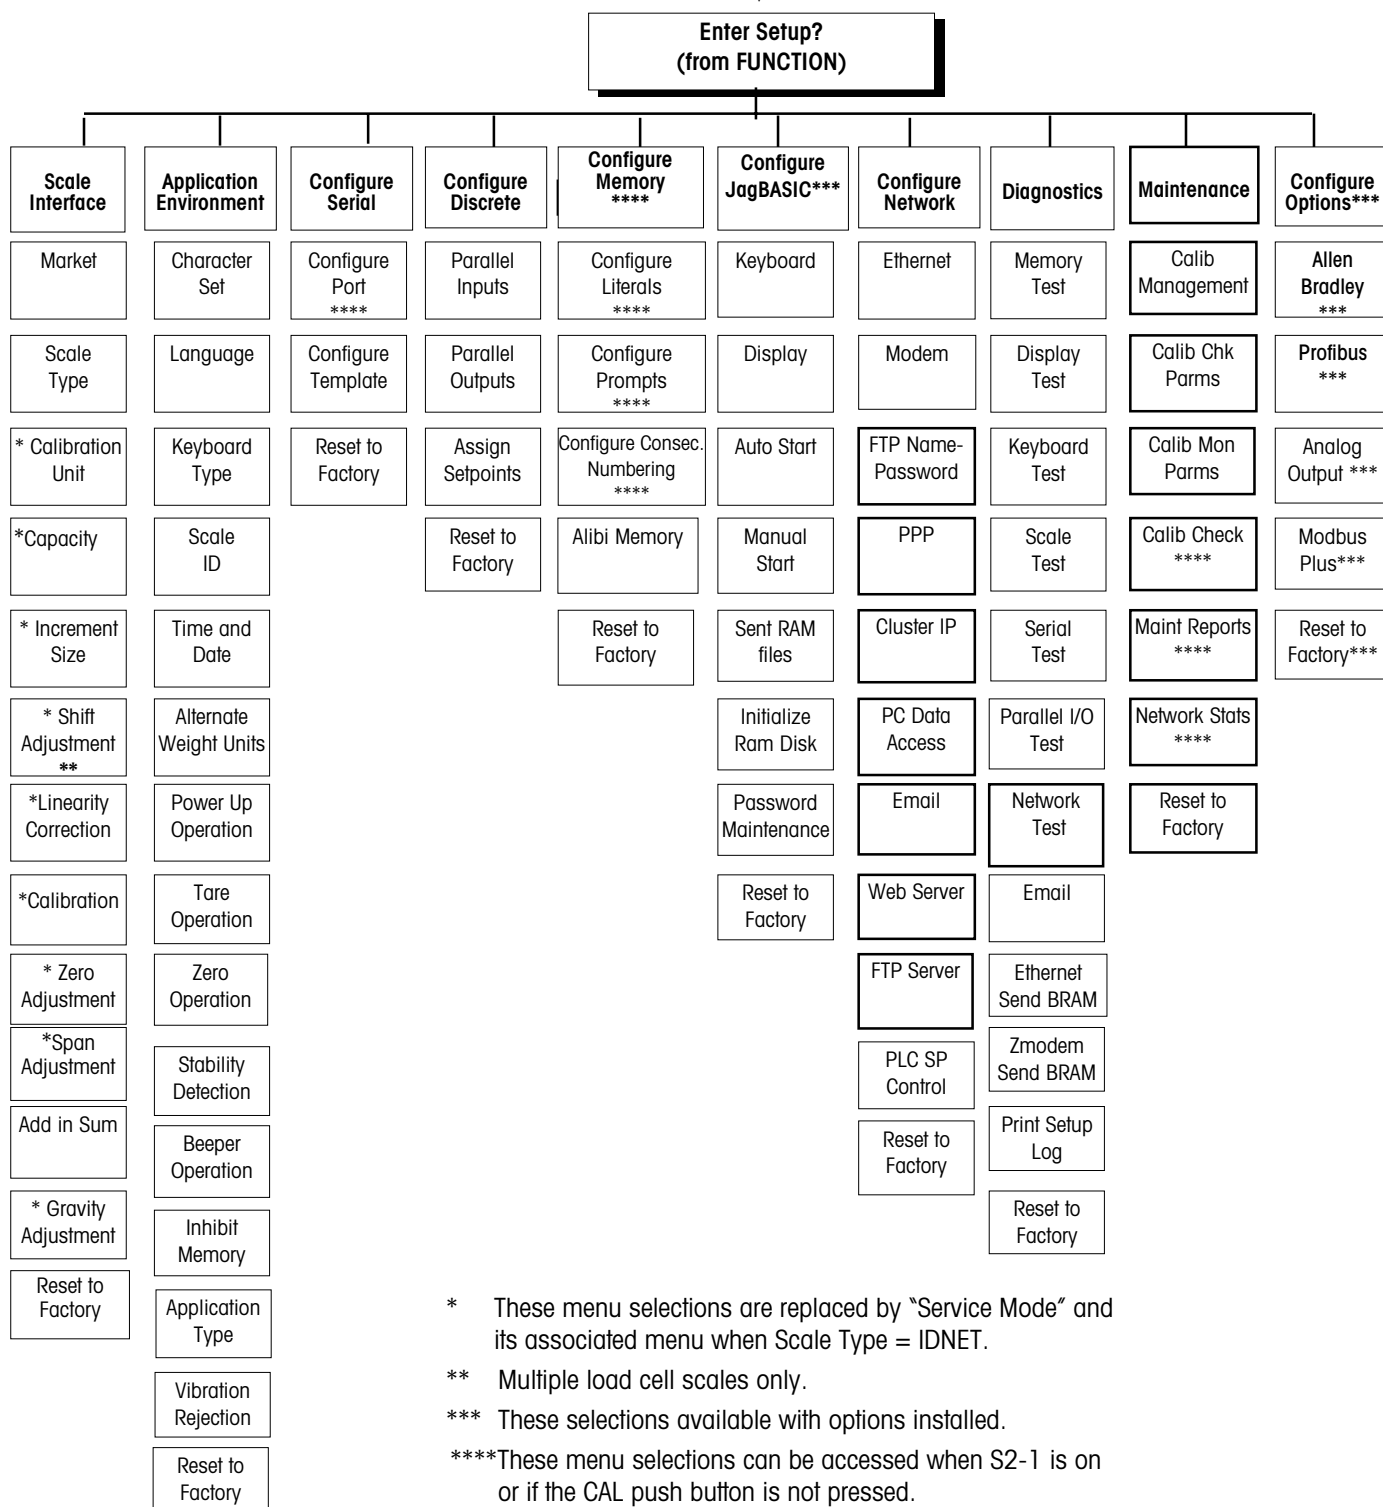 Enter Setup?
(from FUNCTION)
Scale
Interface
Market
Scale
Type
* Calibration
Unit
*Capacity
* Increment
Size
* Shift
Adjustment
**
*Linearity
Correction
*Calibration
* Zero
Adjustment
*Span
Adjustment
Add in Sum
* Gravity
Adjustment
Reset to
Factory
Application
Environment
Character
Set
Language
Keyboard
Type
Scale
ID
Time and
Date
Alternate
Weight Units
Power Up
Operation
Tare
Operation
Zero
Operation
Stability
Detection
Beeper
Operation
Inhibit
Memory
Application
Type
Vibration
Rejection
Reset to
Factory
Configure
Serial
Configure
Port
****
Configure
Template
Reset to
Factory
Configure
Discrete
Parallel
Inputs
Parallel
Outputs
Assign
Setpoints
Reset to
Factory
Configure
Memory
****
Configure
Literals
****
Configure
Prompts
****
Configure Consec.
Numbering
****
Alibi Memory
Reset to
Factory
Configure
JagBASIC***
Keyboard
Display
Auto Start
Manual
Start
Sent RAM
files
Initialize
Ram Disk
Password
Maintenance
Reset to
Factory
Configure
Network
Ethernet
Modem
FTP Name-
Password
PPP
Cluster IP
PC Data
Access
Email
Web Server
FTP Server
PLC SP
Control
Reset to
Factory
Diagnostics
Memory
Test
Display
Test
Keyboard
Test
Scale
Test
Serial
Test
Parallel I/O
Test
Network
Test
Email
Ethernet
Send BRAM
Zmodem
Send BRAM
Print Setup
Log
Reset to
Factory
Maintenance
Calib
Management
Calib Chk
Parms
Calib Mon
Parms
Calib Check
****
Maint Reports
****
Network Stats
****
Reset to
Factory
Configure
Options***
Allen
Bradley
***
Profibus
***
Analog
Output ***
Modbus
Plus***
Reset to
Factory***
* These menu selections are replaced by "Service Mode" and
its associated menu when Scale Type = IDNET.
** Multiple load cell scales only.
*** These selections available with options installed.
****These menu selections can be accessed when S2-1 is on
or if the CAL push button is not pressed.